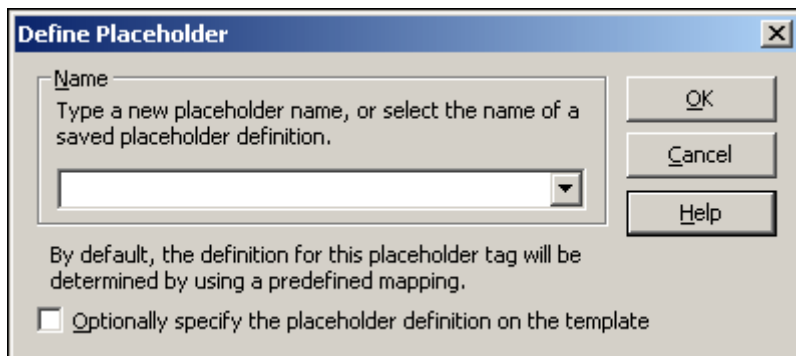 Define Placeholder
Name
Type a new placeholder name, or select the name of a
saved placeholder definition.
OK
Cancel
Help
By default, the definition for this placeholder tag will be
determined by using a predefined mapping.
Optionally specify the placeholder definition on the template